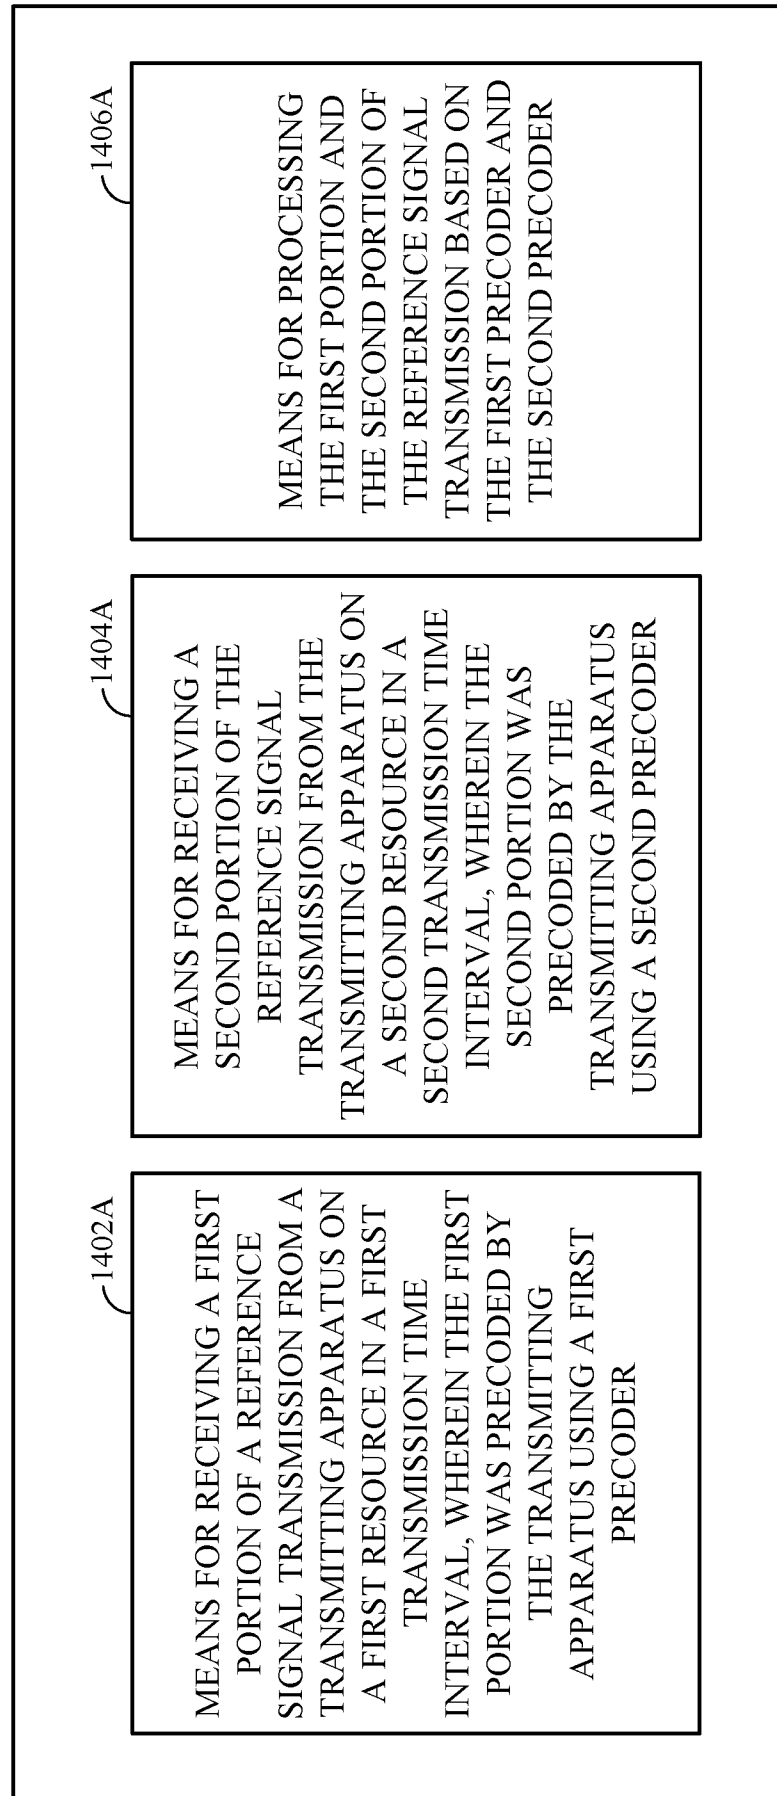 1402A
MEANS FOR RECEIVING A FIRST
PORTION OF A REFERENCE
SIGNAL TRANSMISSION FROM A
TRANSMITTING APPARATUS ON
A FIRST RESOURCE IN A FIRST
TRANSMISSION TIME
INTERVAL, WHEREIN THE FIRST
PORTION WAS PRECODED BY
THE TRANSMITTING
APPARATUS USING A FIRST
PRECODER
1404A
MEANS FOR RECEIVING A
SECOND PORTION OF THE
REFERENCE SIGNAL
TRANSMISSION FROM THE
TRANSMITTING APPARATUS ON
A SECOND RESOURCE IN A
SECOND TRANSMISSION TIME
INTERVAL, WHEREIN THE
SECOND PORTION WAS
PRECODED BY THE
TRANSMITTING APPARATUS
USING A SECOND PRECODER
1406A
MEANS FOR PROCESSING
THE FIRST PORTION AND
THE SECOND PORTION OF
THE REFERENCE SIGNAL
TRANSMISSION BASED ON
THE FIRST PRECODER AND
THE SECOND PRECODER